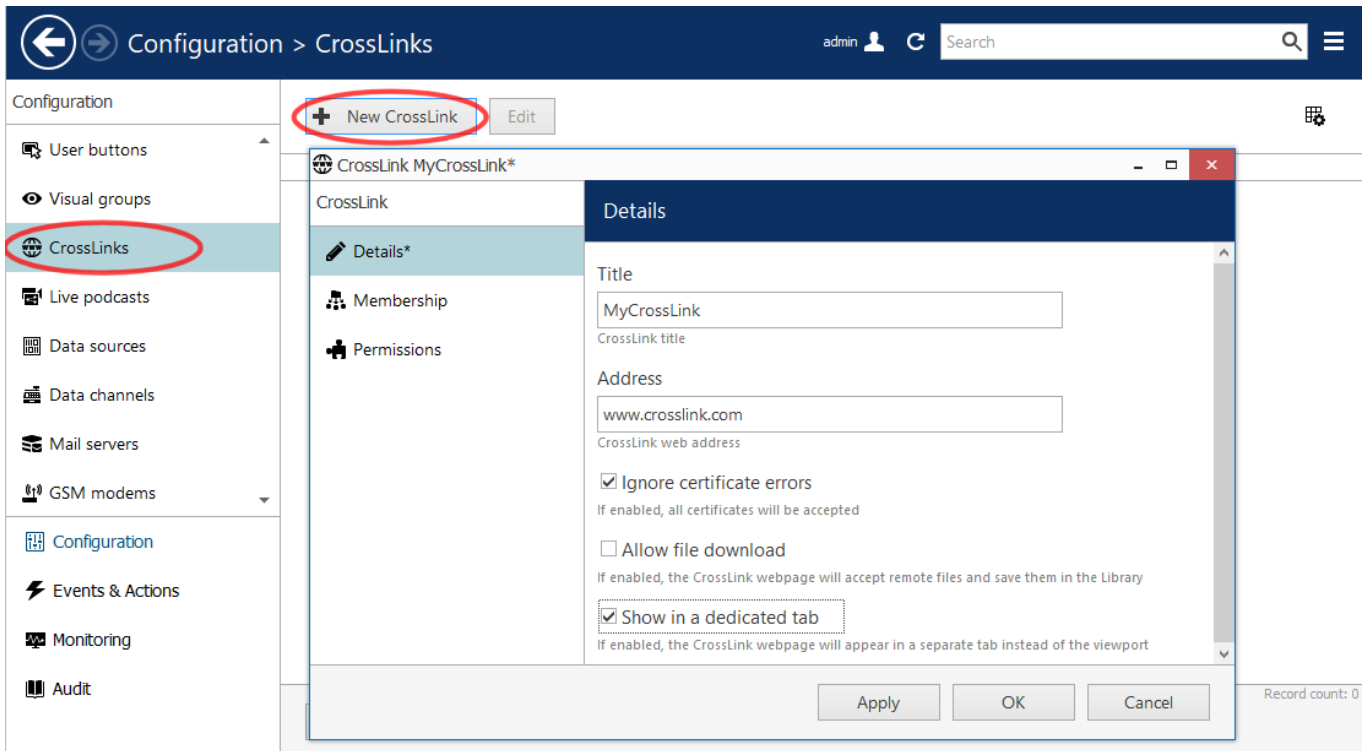 Configuration > CrossLinks
admin
Search
Configuration
User buttons
Visual groups
CrossLinks
Live podcasts
Data sources
Data channels
Mail servers
GSM modems
Configuration
Events & Actions
Monitoring
Audit
New CrossLink
Edit
CrossLink MyCrossLink*
CrossLink
Details*
Membership
Permissions
Details
Title
MyCrossLink
CrossLink title
Address
www.crosslink.com
CrossLink web address
Ignore certificate errors
If enabled, all certificates will be accepted
Allow file download
If enabled, the CrossLink webpage will accept remote files and save them in the Library
Show in a dedicated tab
If enabled, the CrossLink webpage will appear in a separate tab instead of the viewport
Apply
OK
Cancel
Record count: 0